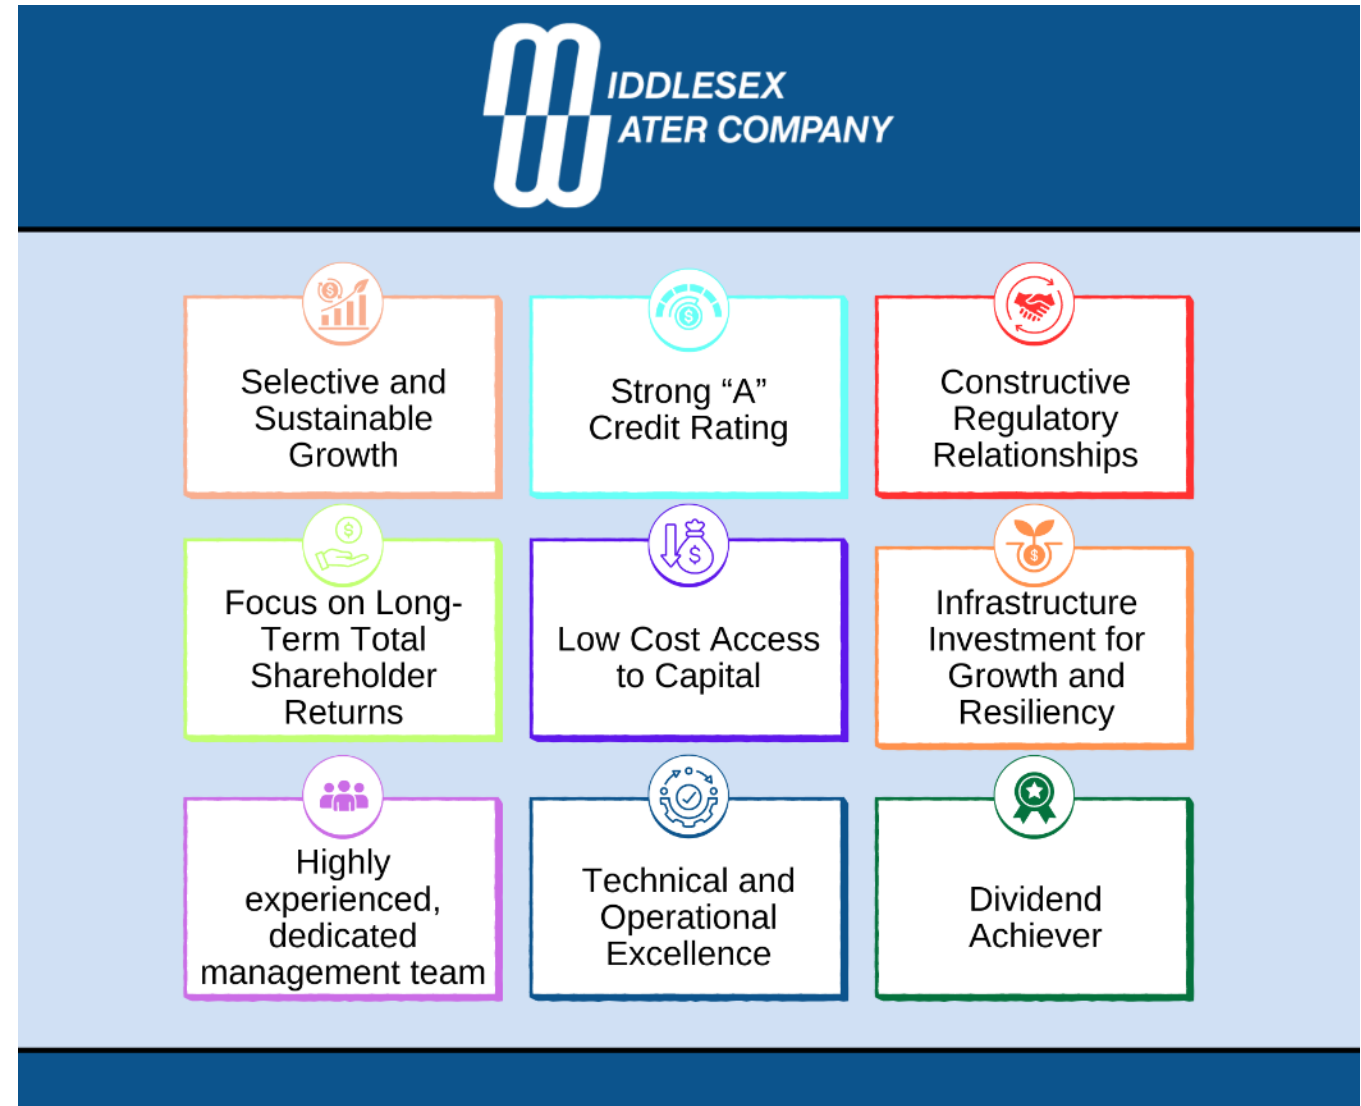 MIDDLESEX
WATER COMPANY
Selective and
Sustainable
Growth
Strong “A”
Credit Rating
Constructive
Regulatory
Relationships
Focus on Long-
Term Total
Shareholder
Returns
Low Cost Access
to Capital
Infrastructure
Investment for
Growth and
Resiliency
Highly
experienced,
dedicated
management team
Technical and
Operational
Excellence
Dividend
Achiever